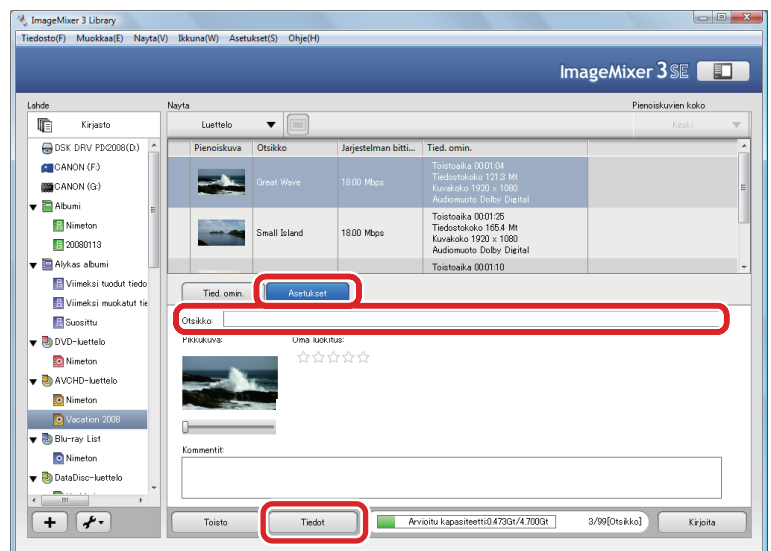 ImageMixer 3 Library
Tiedosto(F) Muokkaa(E) Nayta(V) Ikkuna(W) Asetukset(S) Ohje(H)
ImageMixer 3 SE
Lahde
Nayta
Pienoiskuvien koko
Kirjasto
Luettelo
Keski
DSK DRV PD2008(D:)
CANON (F:)
CANON (G:)
Albumi
Nimeton
20080113
Alykas albumi
Viimeksi tuodut tiedo
Viimeksi muokatut tie
Suosittu
DVD-luettelo
Nimeton
AVCHD-luettelo
Nimeton
Vacation 2008
Blu-ray List
Nimeton
DataDisc-luettelo
Pienoiskuva Otsikko Jarjestelman bitti... Tied. omin.
Great Wave
1800 Mbps
Toistoaika 00:01:04
Tiedostokoko 121.3 Mt
Kuvakoko 1920 x 1080
Audiomuoto Dolby Digital
Small Island
1800 Mbps
Toistoaika 00:01:25
Tiedostokoko 165.4 Mt
Kuvakoko 1920 x 1080
Audiomuoto Dolby Digital
Toistoaika 00:01:10
Tied. omin.
Asetukset
Otsikko:
Pikkukuva:
Oma luokitus:
Kommentit:
Toisto
Tiedot
Arvioitu kapasiteetti:0.473Gt/4.700Gt
3/99[Otsikko]
Kirjoita